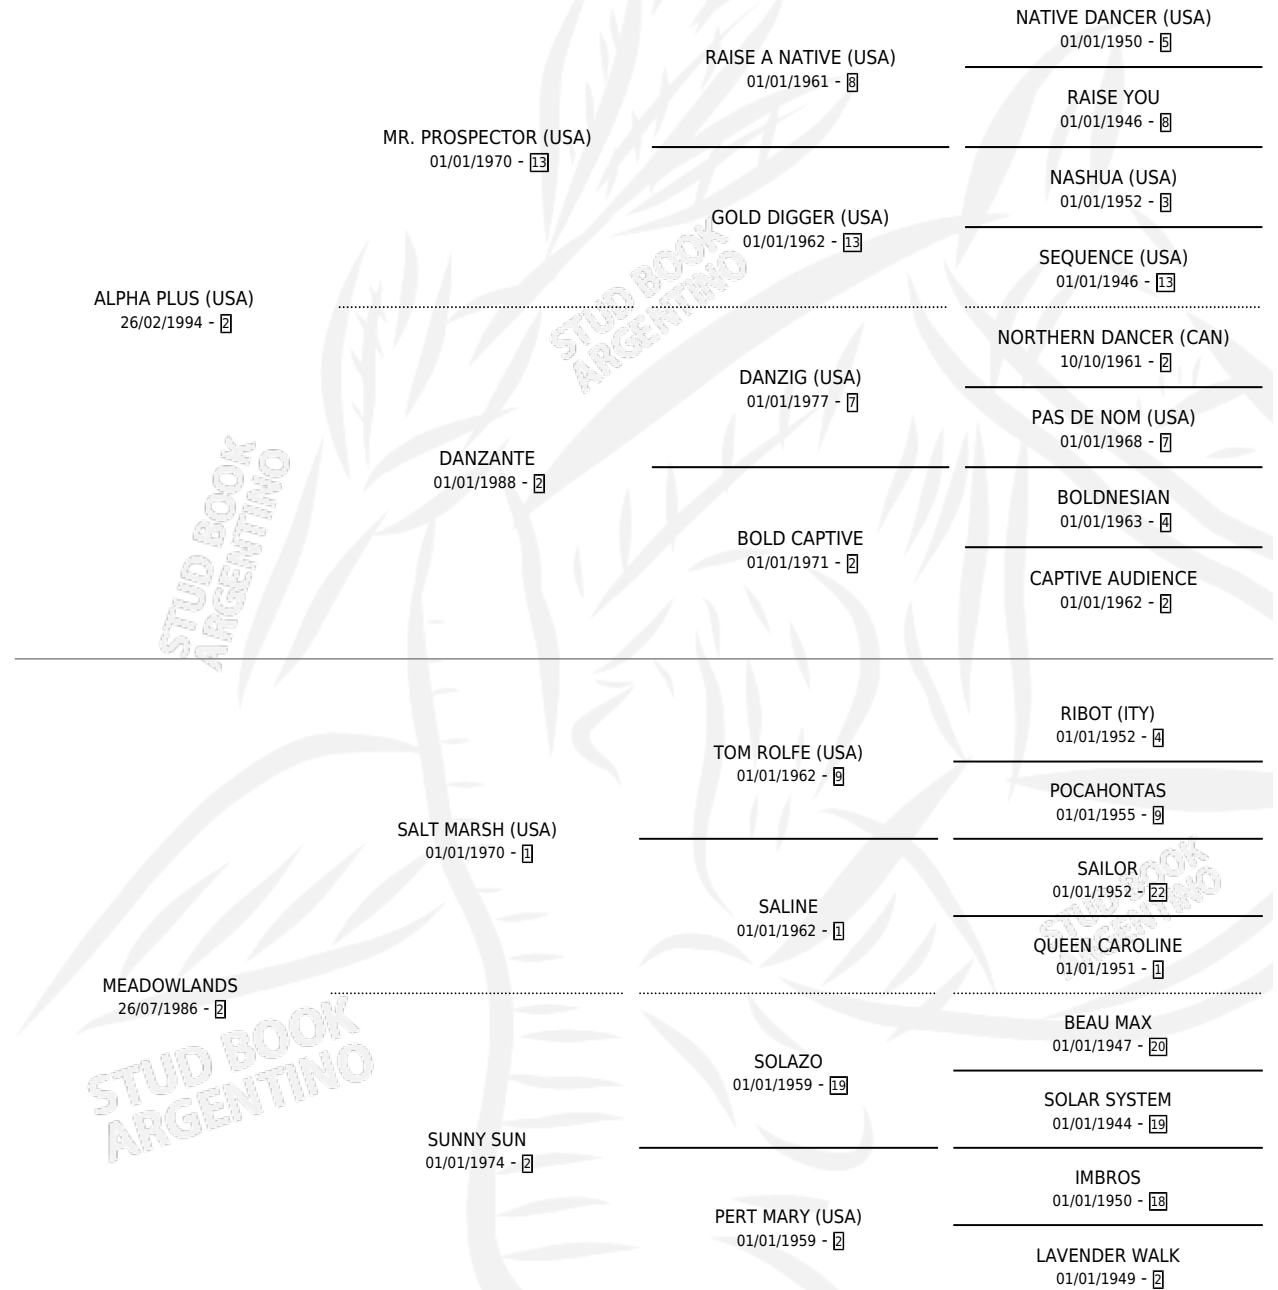 NATIVE DANCER (USA)
01/01/1950 - 5
RAISE A NATIVE (USA)
01/01/1961 - 8
RAISE YOU
01/01/1946 - 8
MR. PROSPECTOR (USA)
01/01/1970 - 13
NASHUA (USA)
01/01/1952 - 3
GOLD DIGGER (USA)
01/01/1962 - 13
SEQUENCE (USA)
01/01/1946 - 13
ALPHA PLUS (USA)
26/02/1994 - 2
NORTHERN DANCER (CAN)
10/10/1961 - 2
DANZIG (USA)
01/01/1977 - 7
PAS DE NOM (USA)
01/01/1968 - 7
DANZANTE
01/01/1988 - 2
BOLDNESIAN
01/01/1963 - 4
BOLD CAPTIVE
01/01/1971 - 2
CAPTIVE AUDIENCE
01/01/1962 - 2
RIBOT (ITY)
01/01/1952 - 4
TOM ROLFE (USA)
01/01/1962 - 9
POCAHONTAS
01/01/1955 - 9
SALT MARSH (USA)
01/01/1970 - 1
SAILOR
01/01/1952 - 22
SALINE
01/01/1962 - 1
QUEEN CAROLINE
01/01/1951 - 1
MEADOWLANDS
26/07/1986 - 2
BEAU MAX
01/01/1947 - 20
SOLAZO
01/01/1959 - 19
SOLAR SYSTEM
01/01/1944 - 19
SUNNY SUN
01/01/1974 - 2
IMBROS
01/01/1950 - 18
PERT MARY (USA)
01/01/1959 - 2
LAVENDER WALK
01/01/1949 - 2
STUD BOOK
ARGENTINO
STUD BOOK
ARGENTINO
STUD BOOK
ARGENTINO
STUD BOOK
ARGENTINO